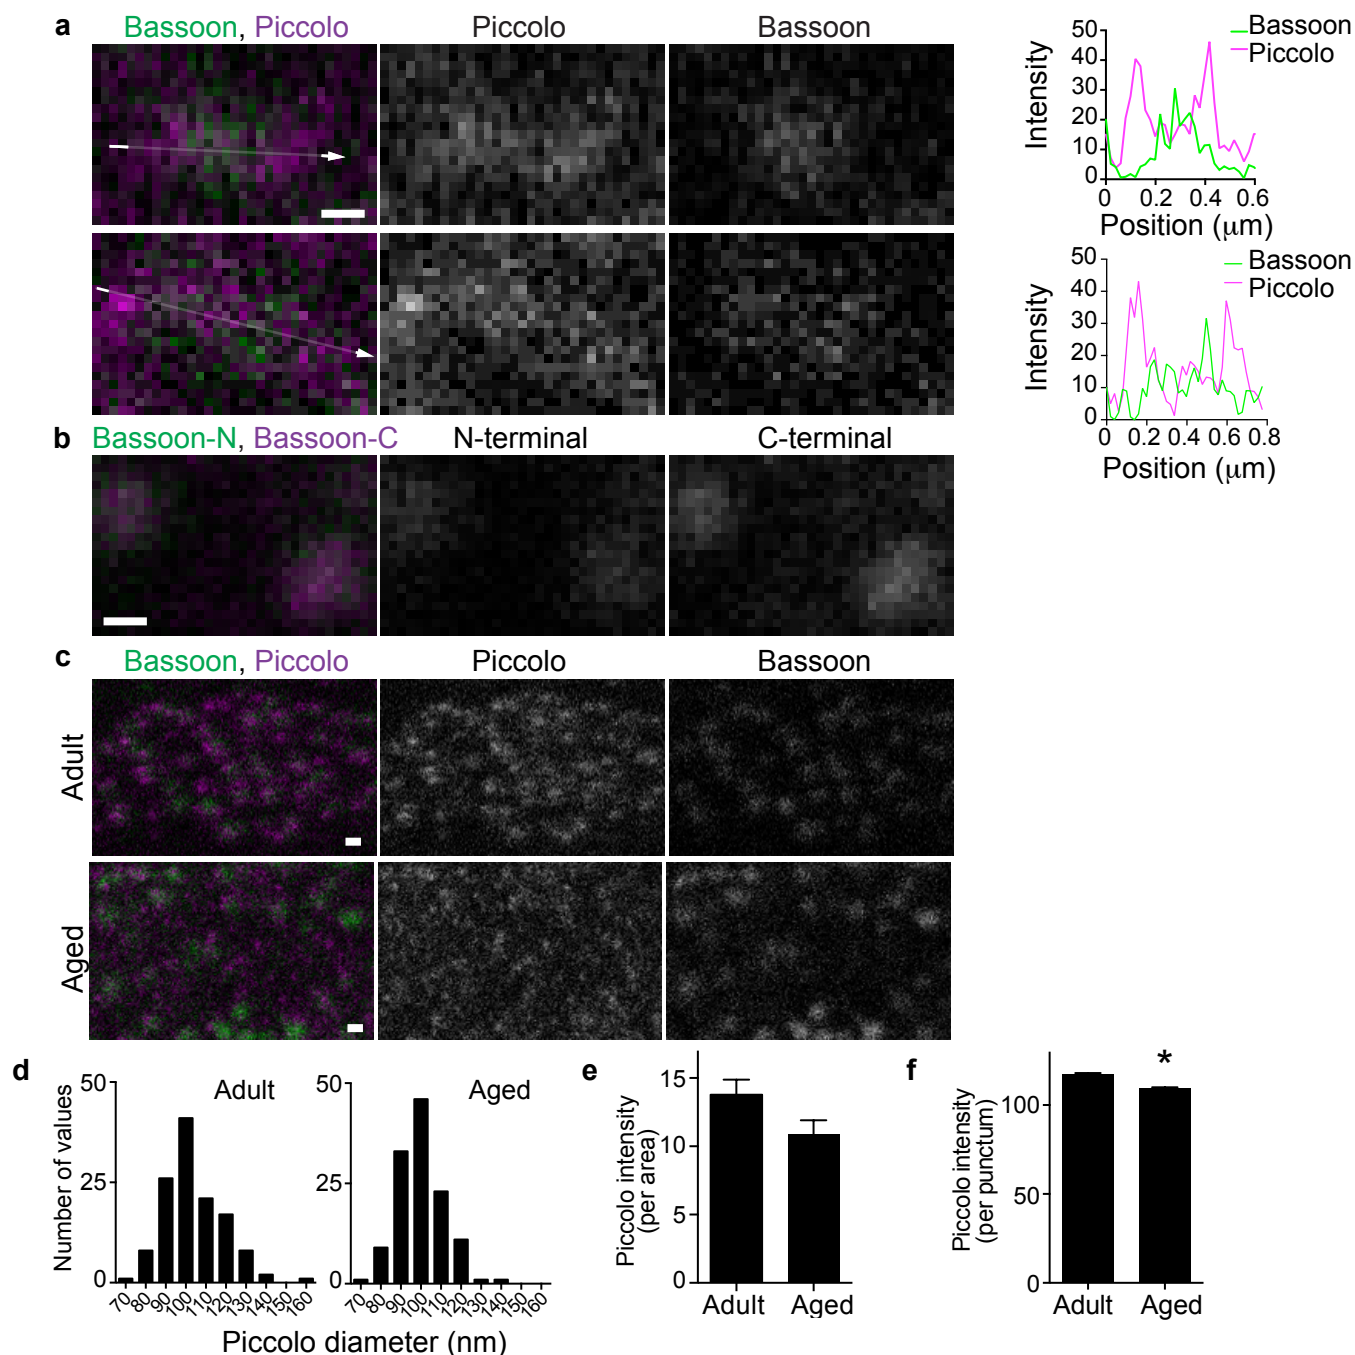 a
Bassoon, Piccolo
Piccolo
Bassoon
50
40
30
20
10
0
Intensity
Bassoon
Piccolo
0
0.2
0.4
0.6
Position (μm)
50
40
30
20
10
0
Intensity
Bassoon
Piccolo
0
0.2
0.4
0.6
0.8
Position (μm)
b
Bassoon-N, Bassoon-C
N-terminal
C-terminal
c
Bassoon, Piccolo
Piccolo
Bassoon
Adult
Aged
d
Number of values
50
25
0
Adult
70
80
90
100
110
120
130
140
150
160
50
25
0
Aged
70
80
90
100
110
120
130
140
150
160
Piccolo diameter (nm)
e
Piccolo intensity
(per area)
15
10
5
0
Adult
Aged
f
Piccolo intensity
(per punctum)
100
50
0
*
Adult
Aged